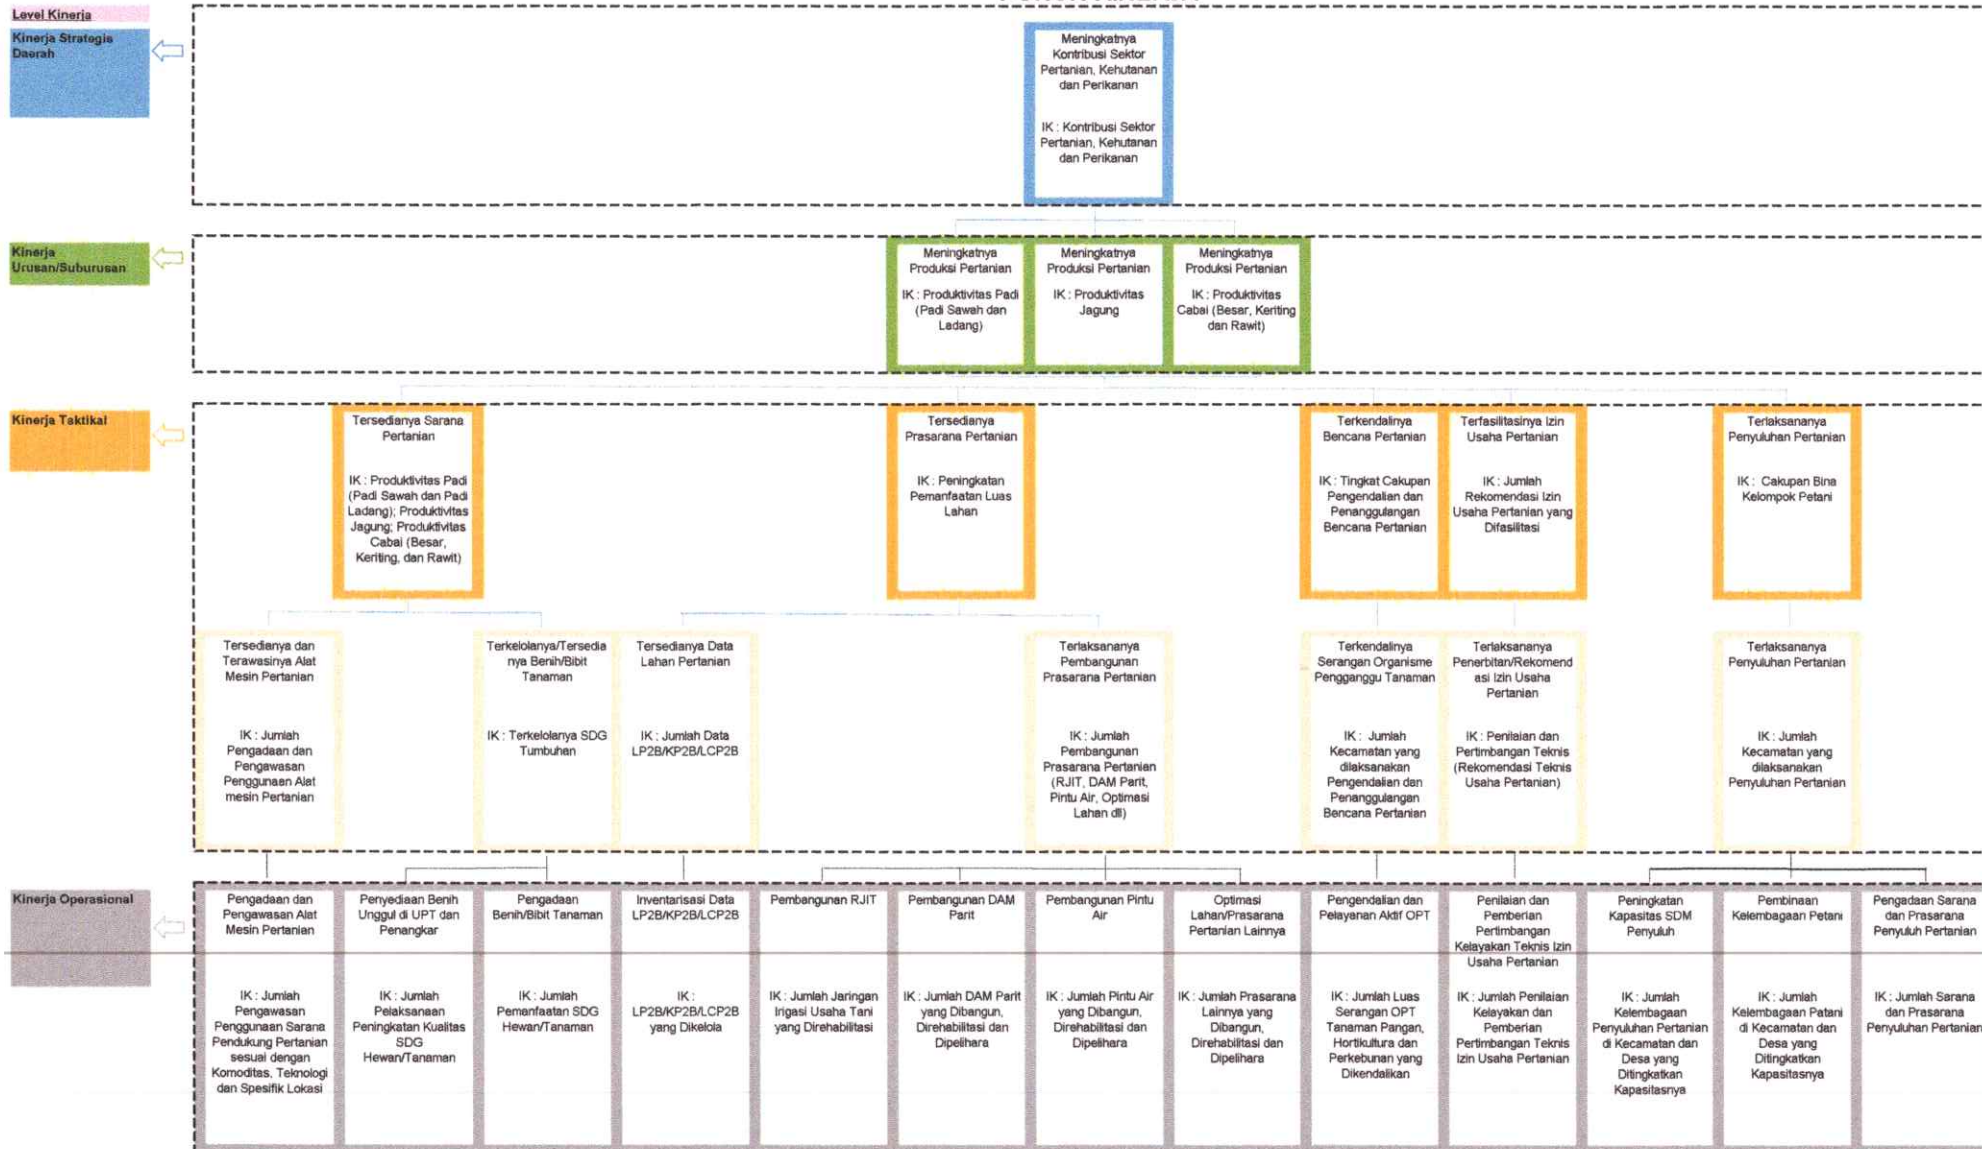 Level Kinerja
Kinerja Strategis
Daerah
Meningkatnya
Kontribusi Sektor
Pertanian, Kehutanan
dan Perikanan
IK : Kontribusi Sektor
Pertanian, Kehutanan
dan Perikanan
Kinerja
Urusan/Suburusan
Meningkatnya
Produksi Pertanian
IK : Produktivitas Padi
(Padi Sawah dan
Ladang)
Meningkatnya
Produksi Pertanian
IK : Produktivitas
Jagung
Meningkatnya
Produksi Pertanian
IK : Produktivitas
Cabai (Besar, Keriting
dan Rawit)
Kinerja Taktikal
Tersedianya Sarana
Pertanian
IK : Produktivitas Padi
(Padi Sawah dan Padi
Ladang); Produktivitas
Jagung; Produktivitas
Cabai (Besar,
Keriting, dan Rawit)
Tersedianya
Prasarana Pertanian
IK : Peningkatan
Pemanfaatan Luas
Lahan
Terkendalinya
Bencana Pertanian
IK : Tingkat Cakupan
Pengendalian dan
Penanggulangan
Bencana Pertanian
Terfasilitasinya Izin
Usaha Pertanian
IK : Jumlah
Rekomendasi Izin
Usaha Pertanian yang
Difasilitasi
Terlaksananya
Penyuluhan Pertanian
IK : Cakupan Bina
Kelompok Petani
Tersedianya dan
Terawasinya Alat
Mesin Pertanian
IK : Jumlah
Pengadaan dan
Pengawasan
Penggunaan Alat
mesin Pertanian
Terkelolanya/Tersedia
nya Benih/Bibit
Tanaman
IK : Terkelolanya SDG
Tumbuhan
Tersedianya Data
Lahan Pertanian
IK : Jumlah Data
LP2B/KP2B/LCP2B
Terlaksananya
Pembangunan
Prasarana Pertanian
IK : Jumlah
Pembangunan
Prasarana Pertanian
(RJIT, DAM Parit,
Pintu Air, Optimasi
Lahan dll)
Terkendalinya
Serangan Organisme
Pengganggu Tanaman
IK : Jumlah
Kecamatan yang
dilaksanakan
Pengendalian dan
Penanggulangan
Bencana Pertanian
Terlaksananya
Penerbitan/Rekomend
asi Izin Usaha
Pertanian
IK : Penilaian dan
Pertimbangan Teknis
(Rekomendasi Teknis
Usaha Pertanian)
Terlaksananya
Penyuluhan Pertanian
IK : Jumlah
Kecamatan yang
dilaksanakan
Penyuluhan Pertanian
Kinerja Operasional
Pengadaan dan
Pengawasan Alat
Mesin Pertanian
IK : Jumlah
Pengawasan
Penggunaan Sarana
Pendukung Pertanian
sesuai dengan
Komoditas, Teknologi
dan Spesifik Lokasi
Penyediaan Benih
Unggul di UPT dan
Penangkar
IK : Jumlah
Pelaksanaan
Peningkatan Kualitas
SDG
Hewan/Tanaman
Pengadaan
Benih/Bibit Tanaman
IK : Jumlah
Pemanfaatan SDG
Hewan/Tanaman
Inventarisasi Data
LP2B/KP2B/LCP2B
IK :
LP2B/KP2B/LCP2B
yang Dikelola
Pembangunan RJIT
IK : Jumlah Jaringan
Irigasi Usaha Tani
yang Direhabilitasi
Pembangunan DAM
Parit
IK : Jumlah DAM Parit
yang Dibangun,
Direhabilitasi dan
Dipelihara
Pembangunan Pintu
Air
IK : Jumlah Pintu Air
yang Dibangun,
Direhabilitasi dan
Dipelihara
Optimasi
Lahan/Prasarana
Pertanian Lainnya
IK : Jumlah Prasarana
Lainnya yang
Dibangun,
Direhabilitasi dan
Dipelihara
Pengendalian dan
Pelayanan Aktif OPT
IK : Jumlah Luas
Serangan OPT
Tanaman Pangan,
Hortikultura dan
Perkebunan yang
Dikendalikan
Penilaian dan
Pemberian
Pertimbangan
Kelayakan Teknis Izin
Usaha Pertanian
IK : Jumlah Penilaian
Kelayakan dan
Pemberian
Pertimbangan Teknis
Izin Usaha Pertanian
Peningkatan
Kapasitas SDM
Penyuluh
IK : Jumlah
Kelembagaan
Penyuluhan Pertanian
di Kecamatan dan
Desa yang
Ditingkatkan
Kapasitasnya
Pembinaan
Kelembagaan Petani
IK : Jumlah
Kelembagaan Patani
di Kecamatan dan
Desa yang
Ditingkatkan
Kapasitasnya
Pengadaan Sarana
dan Prasarana
Penyuluh Pertanian
IK : Jumlah Sarana
dan Prasarana
Penyuluhan Pertanian